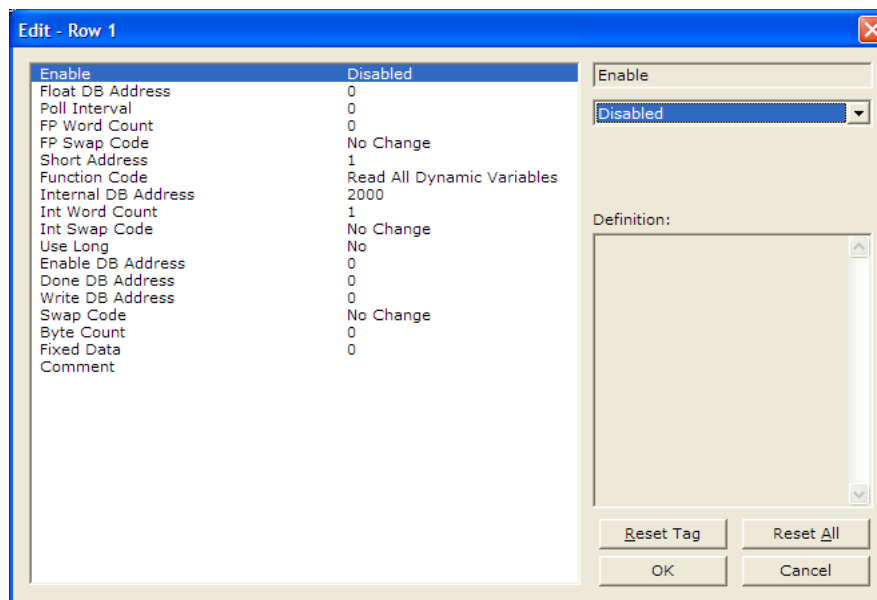 Edit - Row 1
Enable Disabled
Float DB Address 0
Poll Interval 0
FP Word Count 0
FP Swap Code No Change
Short Address 1
Function Code Read All Dynamic Variables
Internal DB Address 2000
Int Word Count 1
Int Swap Code No Change
Use Long No
Enable DB Address 0
Done DB Address 0
Write DB Address 0
Swap Code No Change
Byte Count 0
Fixed Data 0
Comment
Enable
Disabled
Definition:
Reset Tag Reset All
OK Cancel